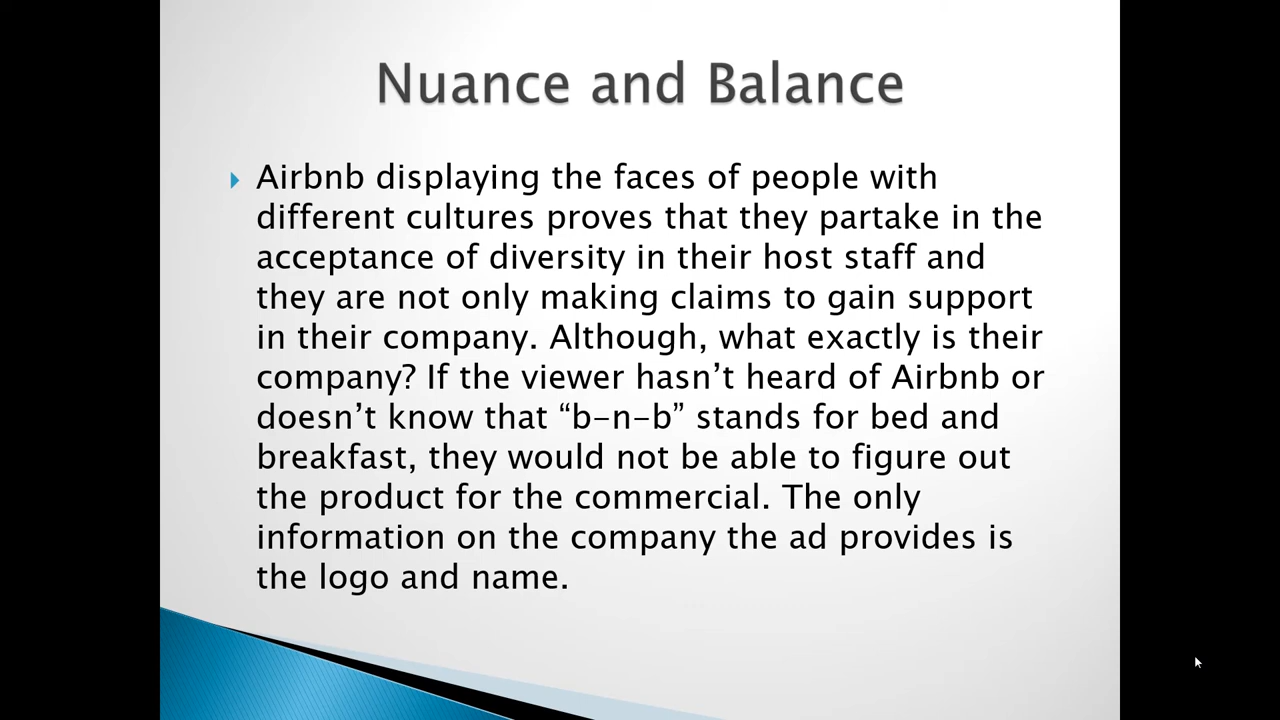 Nuance and Balance
Airbnb displaying the faces of people with
different cultures proves that they partake in the
acceptance of diversity in their host staff and
they are not only making claims to gain support
in their company. Although, what exactly is their
company? If the viewer hasn’t heard of Airbnb or
doesn’t know that “b-n-b” stands for bed and
breakfast, they would not be able to figure out
the product for the commercial. The only
information on the company the ad provides is
the logo and name.